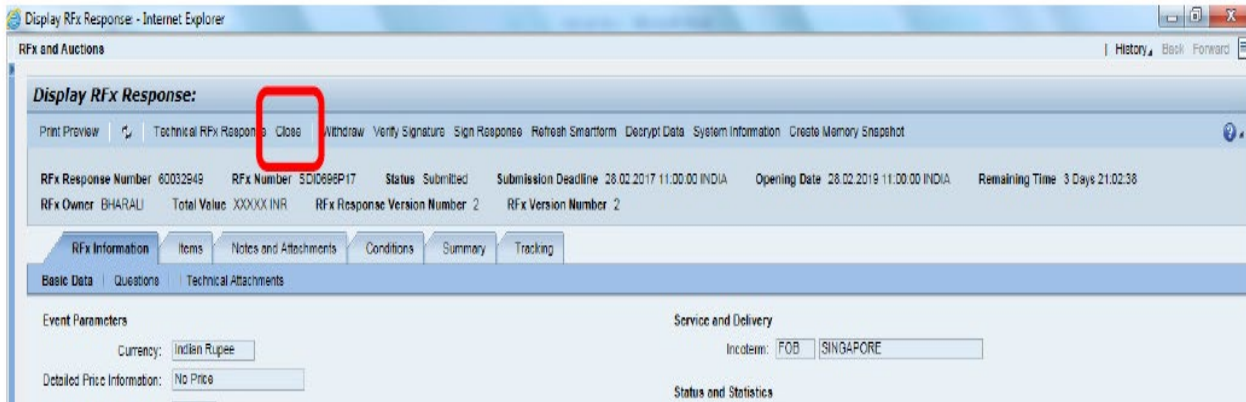 Display RFx Response: - Internet Explorer
RFx and Auctions
History Back Forward
Display RFx Response:
Print Preview Technical RFx Response Close Withdraw Verify Signature Sign Response Refresh Smartform Decrypt Data System Information Create Memory Snapshot
RFx Response Number 60032949 RFx Number SDI0696P17 Status Submitted Submission Deadline 28.02.2017 11:00:00 INDIA Opening Date 28.02.2019 11:00:00 INDIA Remaining Time 3 Days 21:02:38
RFx Owner BHARALI Total Value XXXXX INR RFx Response Version Number 2 RFx Version Number 2
RFx Information Items Notes and Attachments Conditions Summary Tracking
Basic Data Questions Technical Attachments
Event Parameters Service and Delivery
Currency: Indian Rupee Incoterm: FOB SINGAPORE
Detailed Price Information: No Price
Status and Statistics